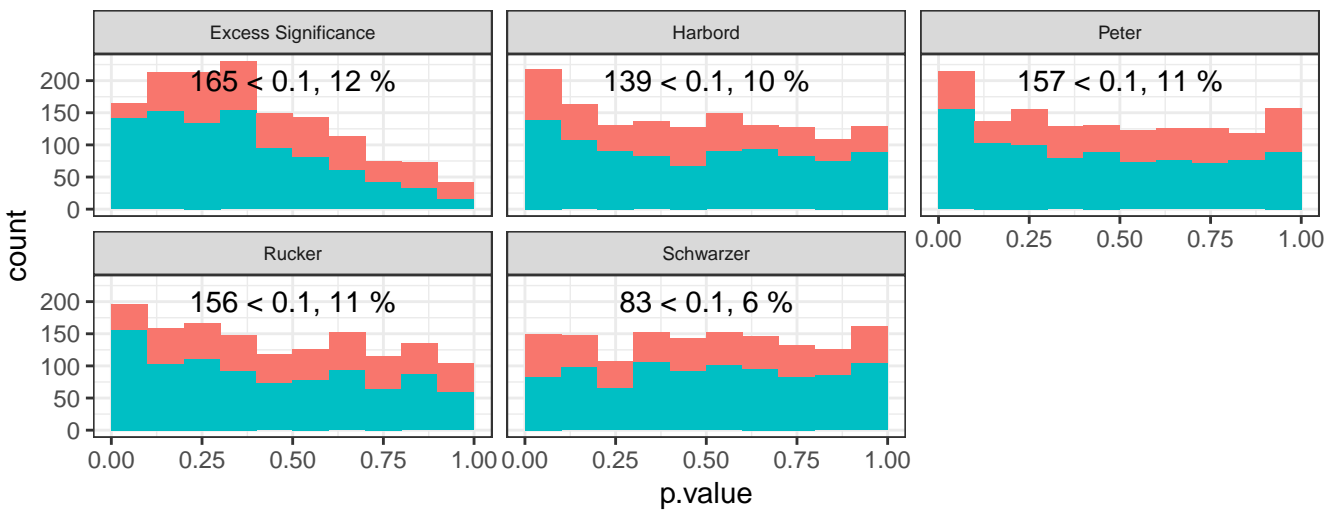 Excess Significance
Harbord
Peter
165 < 0.1, 12 %
139 < 0.1, 10 %
157 < 0.1, 11 %
200
150
100
50
0
0.00 0.25 0.50 0.75 1.00
Rucker
Schwarzer
156 < 0.1, 11 %
83 < 0.1, 6 %
200
150
100
50
0
0.00 0.25 0.50 0.75 1.00
0.00 0.25 0.50 0.75 1.00
count
p.value